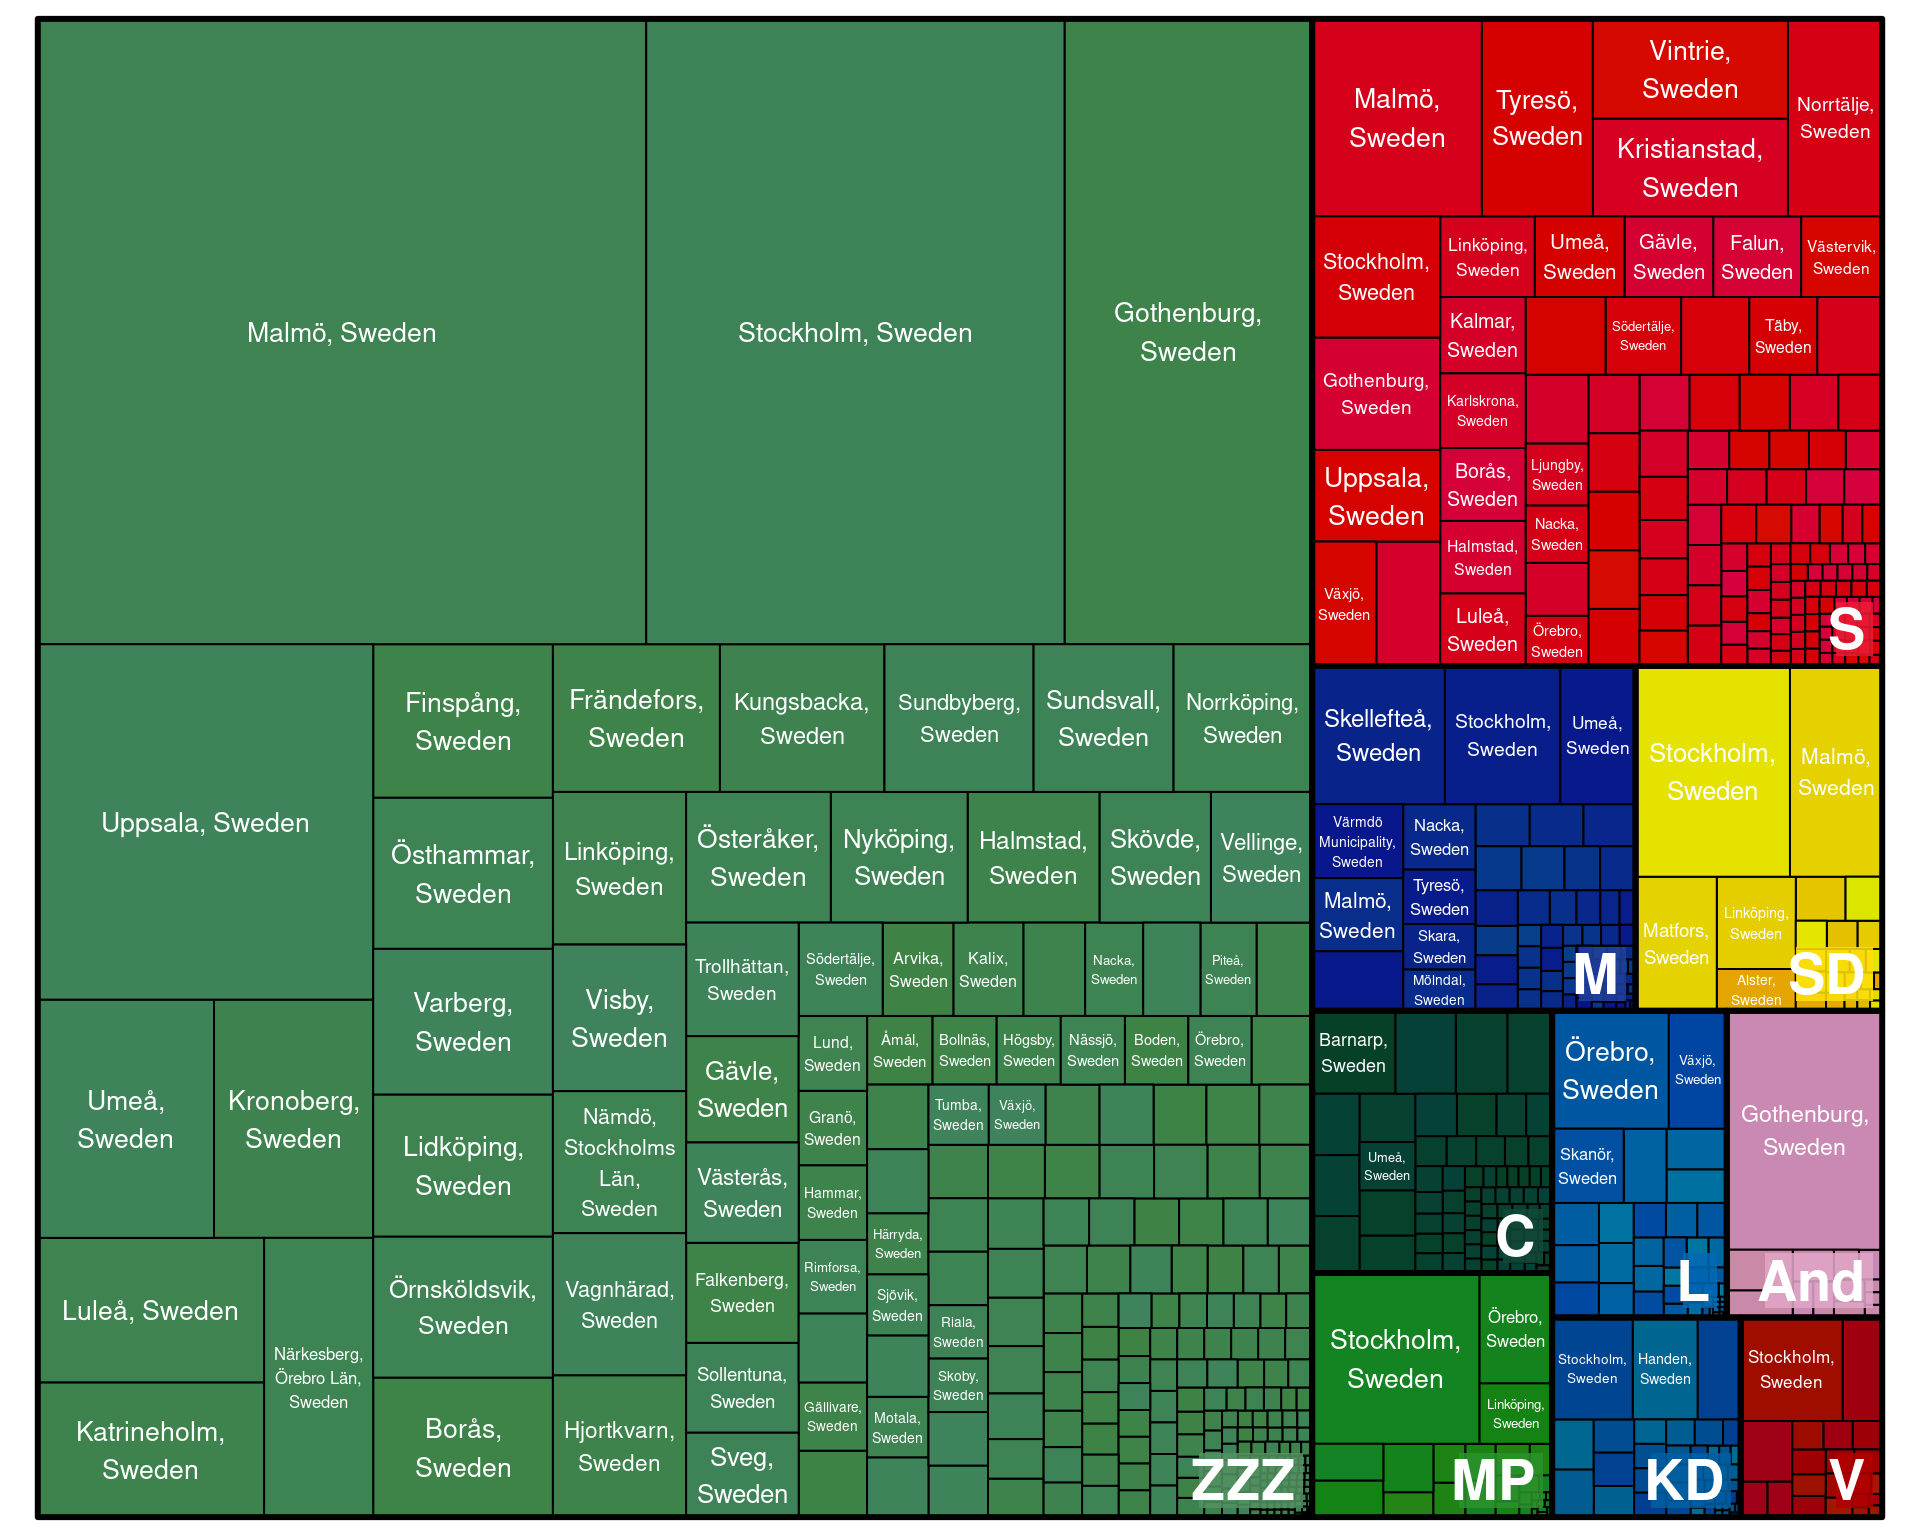 Malmö, Sweden
Stockholm, Sweden
Gothenburg,
Sweden
Uppsala, Sweden
Finspång,
Sweden
Frändefors,
Sweden
Kungsbacka,
Sweden
Sundbyberg,
Sweden
Sundsvall,
Sweden
Norrköping,
Sweden
Östhammar,
Sweden
Linköping,
Sweden
Österåker,
Sweden
Nyköping,
Sweden
Halmstad,
Sweden
Skövde,
Sweden
Vellinge,
Sweden
Varberg,
Sweden
Visby,
Sweden
Trollhättan,
Sweden
Södertälje,
Sweden
Arvika,
Sweden
Kalix,
Sweden
Nacka,
Sweden
Piteå,
Sweden
Umeå,
Sweden
Kronoberg,
Sweden
Lidköping,
Sweden
Nämdö,
Stockholms
Län,
Sweden
Gävle,
Sweden
Lund,
Sweden
Åmål,
Sweden
Bollnäs,
Sweden
Högsby,
Sweden
Nässjö,
Sweden
Boden,
Sweden
Örebro,
Sweden
Granö,
Sweden
Tumba,
Sweden
Växjö,
Sweden
Västerås,
Sweden
Hammar,
Sweden
Härryda,
Sweden
Luleå, Sweden
Närkesberg,
Örebro Län,
Sweden
Örnsköldsvik,
Sweden
Vagnhärad,
Sweden
Falkenberg,
Sweden
Rimforsa,
Sweden
Sjövik,
Sweden
Riala,
Sweden
Katrineholm,
Sweden
Borås,
Sweden
Hjortkvarn,
Sweden
Sollentuna,
Sweden
Skoby,
Sweden
Gällivare,
Sweden
Motala,
Sweden
Sveg,
Sweden
ZZZ
Malmö,
Sweden
Tyresö,
Sweden
Vintrie,
Sweden
Kristianstad,
Sweden
Norrtälje,
Sweden
Stockholm,
Sweden
Linköping,
Sweden
Umeå,
Sweden
Gävle,
Sweden
Falun,
Sweden
Västervik,
Sweden
Kalmar,
Sweden
Södertälje,
Sweden
Täby,
Sweden
Gothenburg,
Sweden
Karlskrona,
Sweden
Uppsala,
Sweden
Borås,
Sweden
Ljungby,
Sweden
Nacka,
Sweden
Halmstad,
Sweden
Växjö,
Sweden
Luleå,
Sweden
Örebro,
Sweden
S
Skellefteå,
Sweden
Stockholm,
Sweden
Umeå,
Sweden
Värmdö
Municipality,
Sweden
Nacka,
Sweden
Malmö,
Sweden
Tyresö,
Sweden
Skara,
Sweden
Mölndal,
Sweden
M
Stockholm,
Sweden
Malmö,
Sweden
Matfors,
Sweden
Linköping,
Sweden
Alster,
Sweden
SD
Barnarp,
Sweden
Umeå,
Sweden
C
Örebro,
Sweden
Växjö,
Sweden
Skanör,
Sweden
L
Gothenburg,
Sweden
And
Stockholm,
Sweden
Örebro,
Sweden
Linköping,
Sweden
MP
Stockholm,
Sweden
Handen,
Sweden
KD
Stockholm,
Sweden
V